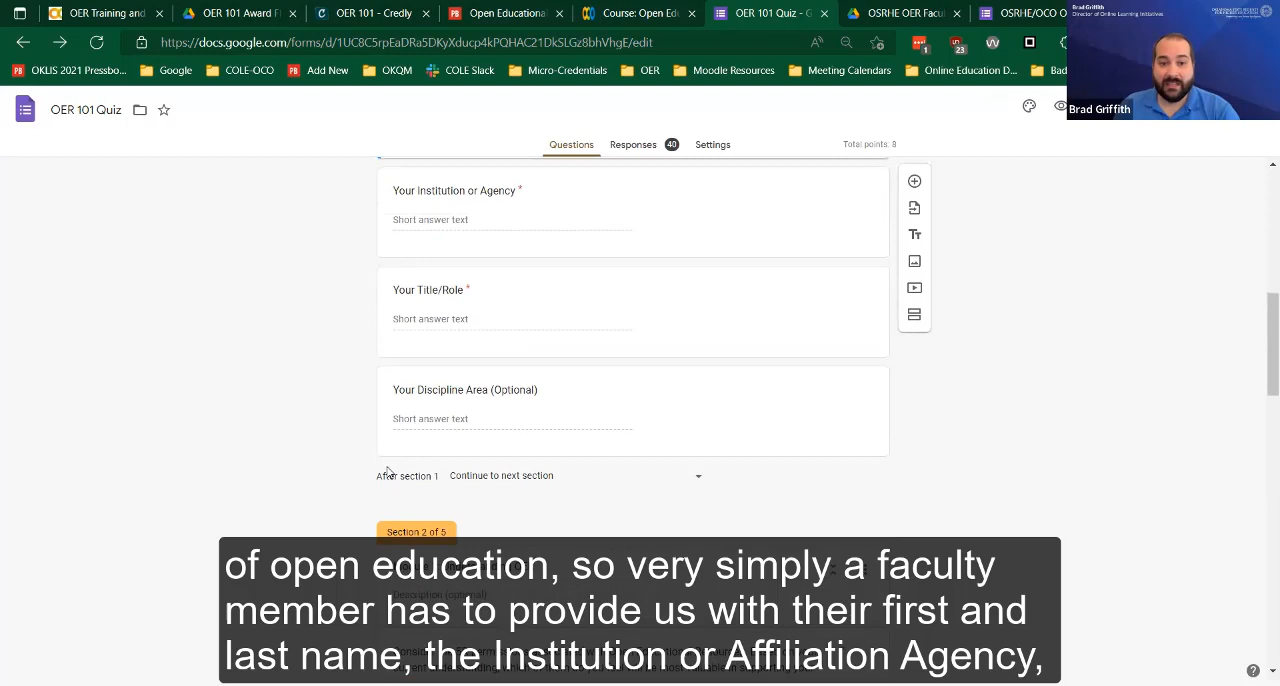 OER Training and
OER 101 Award F
OER 101 - Credly
Open Educational
Course: Open Ed
OER 101 Quiz - G
OSRHE OER Facu
OSRHE/OCO O
https://docs.google.com/forms/d/1UC8C5rpEaDRa5DKyXducp4kPQHAC21DkSLGz8bhVhgE/edit
1
23
OKLIS 2021 Pressbo...
Google
COLE-OCO
Add New
OKQM
COLE Slack
Micro-Credentials
OER
Moodle Resources
Meeting Calendars
Online Education D...
Bad
Brad Griffith
Director of Online Learning Initiatives
Brad Griffith
OER 101 Quiz
Questions
Responses 40
Settings
Total points: 8
Your Institution or Agency *
Short answer text
Your Title/Role *
Short answer text
Your Discipline Area (Optional)
Short answer text
After section 1 Continue to next section
Section 2 of 5
of open education, so very simply a faculty
member has to provide us with their first and
last name, the Institution or Affiliation Agency,